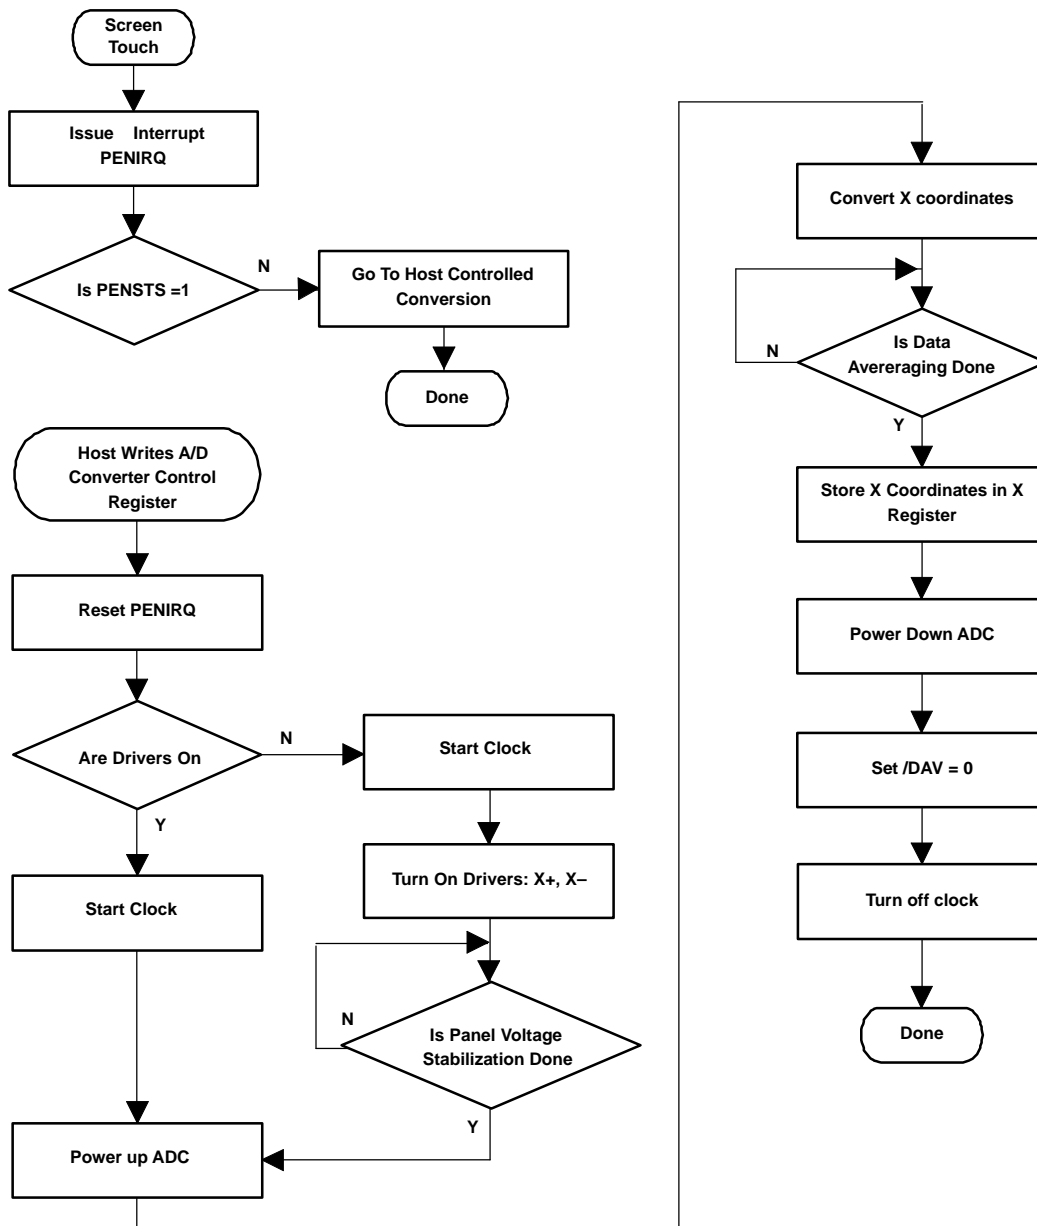 Screen
Touch
Issue Interrupt
PENIRQ
Is PENSTS =1
N
Go To Host Controlled
Conversion
Done
Host Writes A/D
Converter Control
Register
Reset PENIRQ
Are Drivers On
N
Start Clock
Y
Start Clock
Turn On Drivers: X+, X–
N
Is Panel Voltage
Stabilization Done
Y
Power up ADC
Convert X coordinates
N
Is Data
Avereraging Done
Y
Store X Coordinates in X
Register
Power Down ADC
Set /DAV = 0
Turn off clock
Done